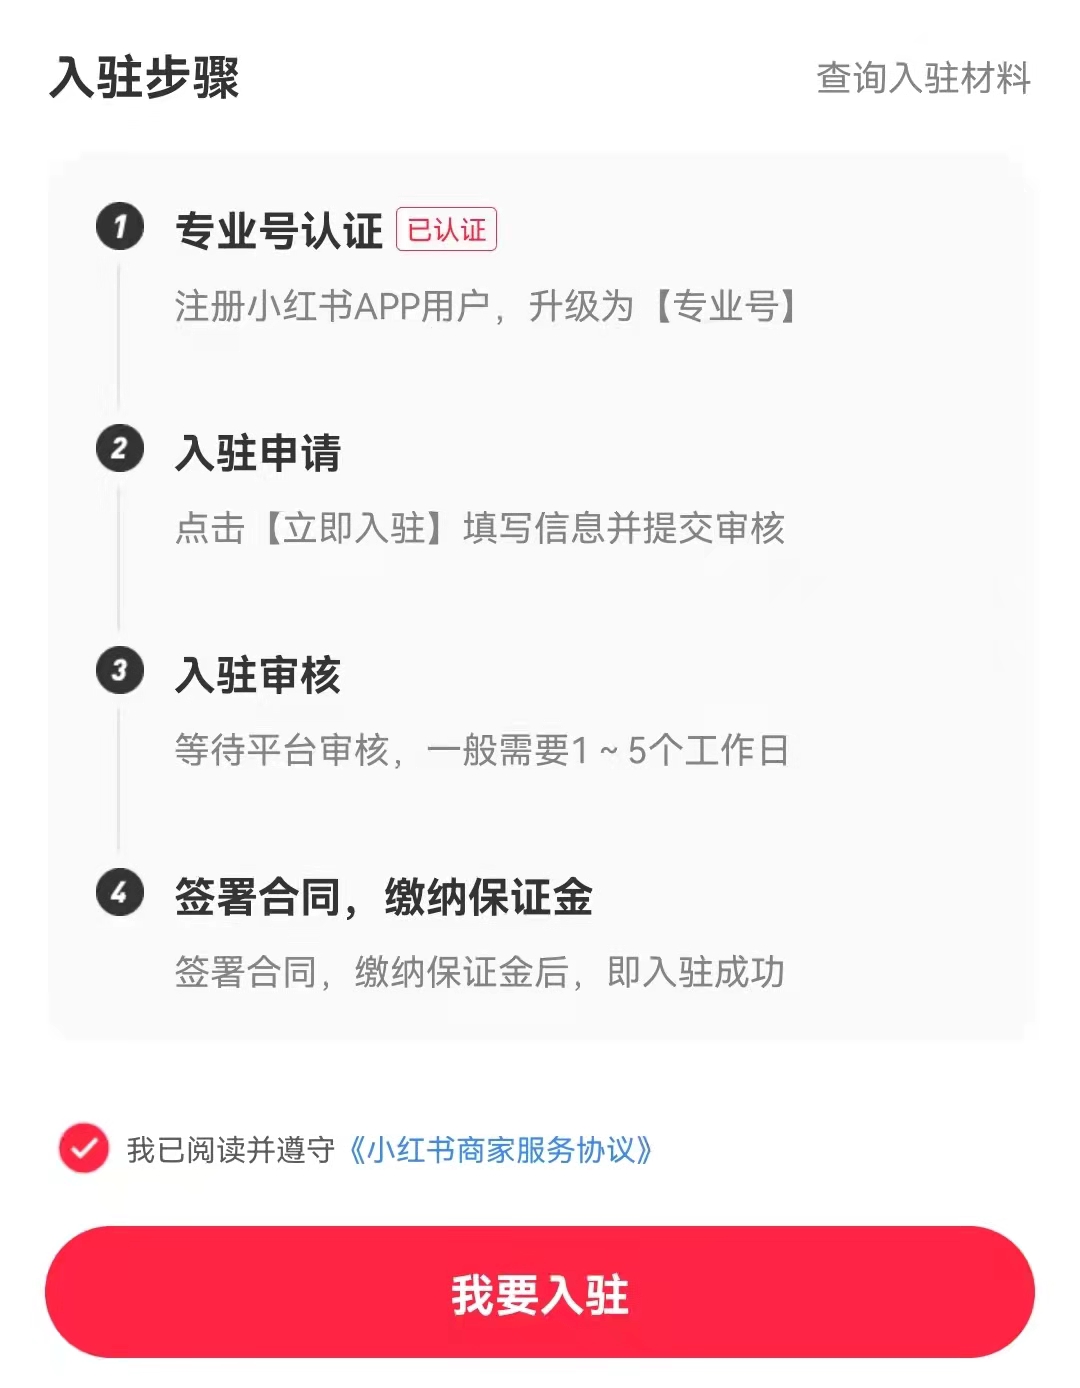 入驻步骤
查询入驻材料
1
专业号认证
已认证
注册小红书APP用户，升级为【专业号】
2
入驻申请
点击【立即入驻】填写信息并提交审核
3
入驻审核
等待平台审核，一般需要1 ~ 5个工作日
4
签署合同，缴纳保证金
签署合同，缴纳保证金后，即入驻成功
我已阅读并遵守《小红书商家服务协议》
我要入驻